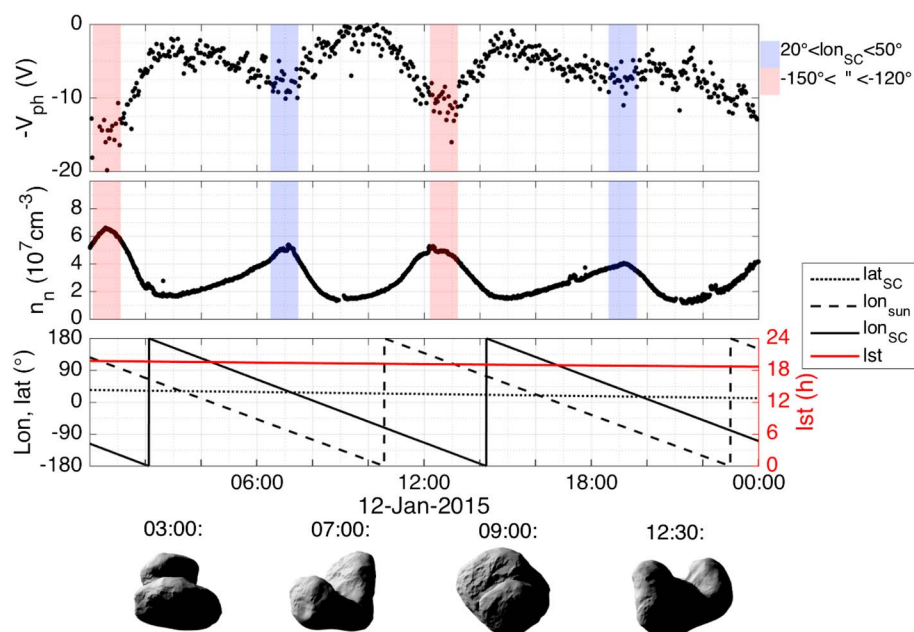 0
-10
-20
-V_ph (V)
20°<lon_SC<50°
-150°< " <-120°
8
6
4
2
0
n_n (10^7 cm^-3)
180
90
0
-90
-180
Lon, lat (°)
24
18
12
6
0
lst (h)
lat_SC
lon_sun
lon_SC
lst
06:00 12:00 18:00 00:00
12-Jan-2015
03:00: 07:00: 09:00: 12:30: